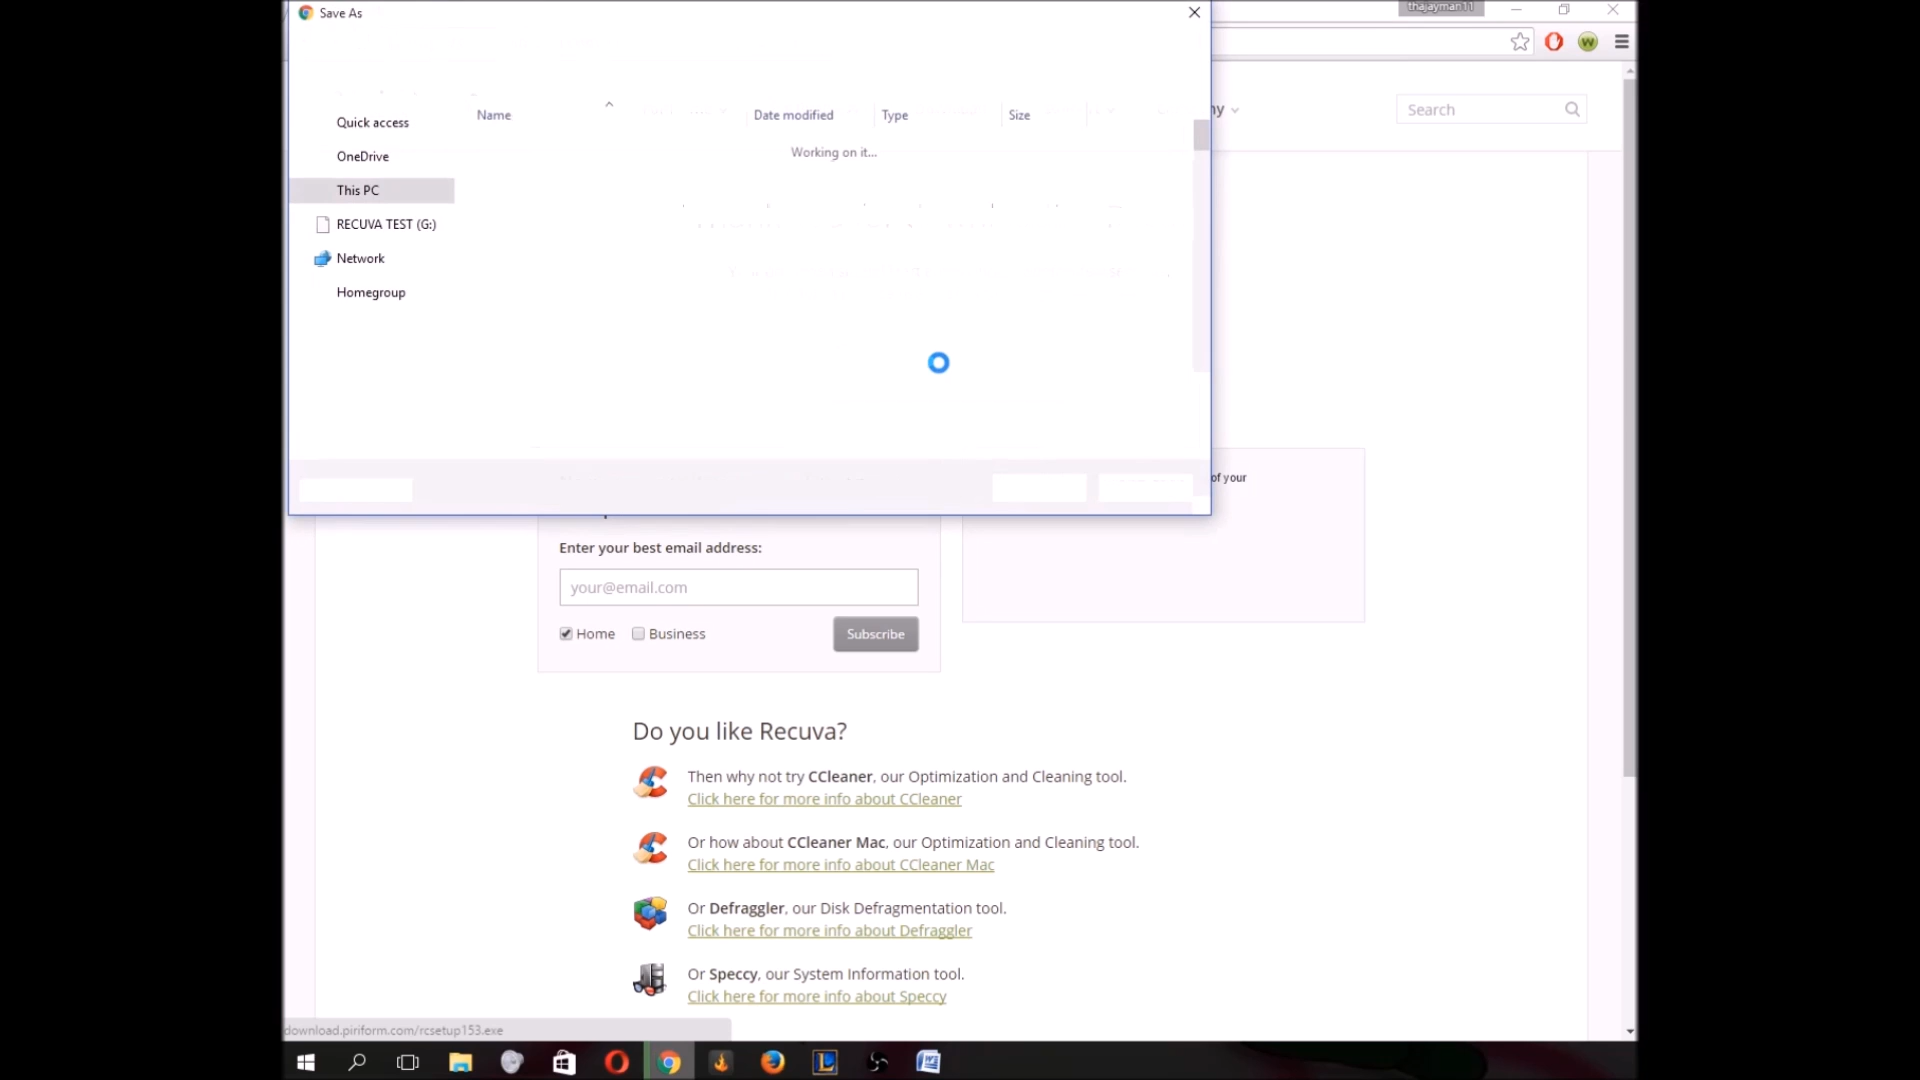 Save As
thajayman11
Name
Date modified
Type
Size
ny
Search
Quick access
Working on it...
OneDrive
This PC
RECUVA TEST (G:)
Network
Homegroup
of your
Enter your best email address:
your@email.com
Home
Business
Subscribe
Do you like Recuva?
Then why not try CCleaner, our Optimization and Cleaning tool.
Click here for more info about CCleaner
Or how about CCleaner Mac, our Optimization and Cleaning tool.
Click here for more info about CCleaner Mac
Or Defraggler, our Disk Defragmentation tool.
Click here for more info about Defraggler
Or Speccy, our System Information tool.
Click here for more info about Speccy
download.piriform.com/rcsetup153.exe